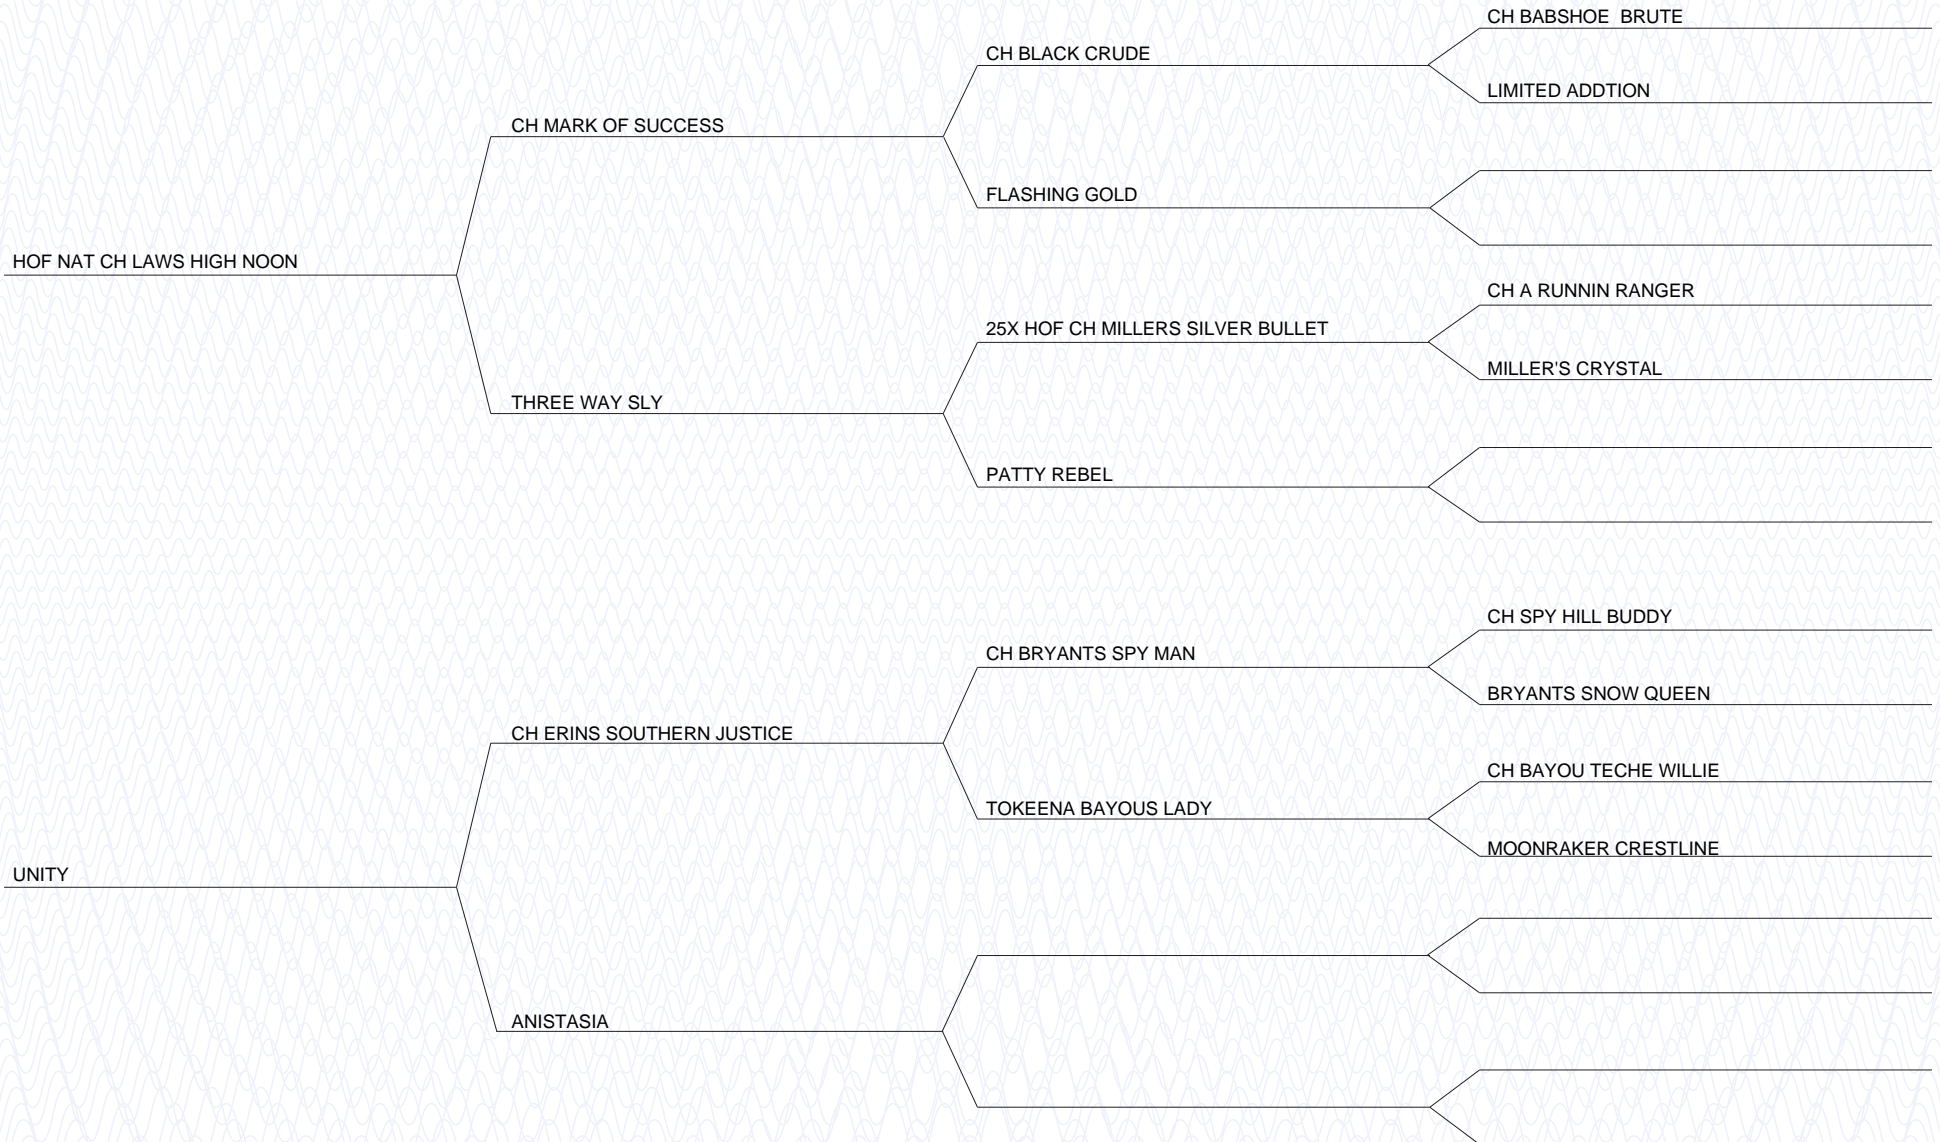 CH BABSHOE  BRUTE
CH BLACK CRUDE
LIMITED ADDTION
CH MARK OF SUCCESS
FLASHING GOLD
HOF NAT CH LAWS HIGH NOON
CH A RUNNIN RANGER
25X HOF CH MILLERS SILVER BULLET
MILLER'S CRYSTAL
THREE WAY SLY
PATTY REBEL
CH SPY HILL BUDDY
CH BRYANTS SPY MAN
BRYANTS SNOW QUEEN
CH ERINS SOUTHERN JUSTICE
CH BAYOU TECHE WILLIE
TOKEENA BAYOUS LADY
MOONRAKER CRESTLINE
UNITY
ANISTASIA